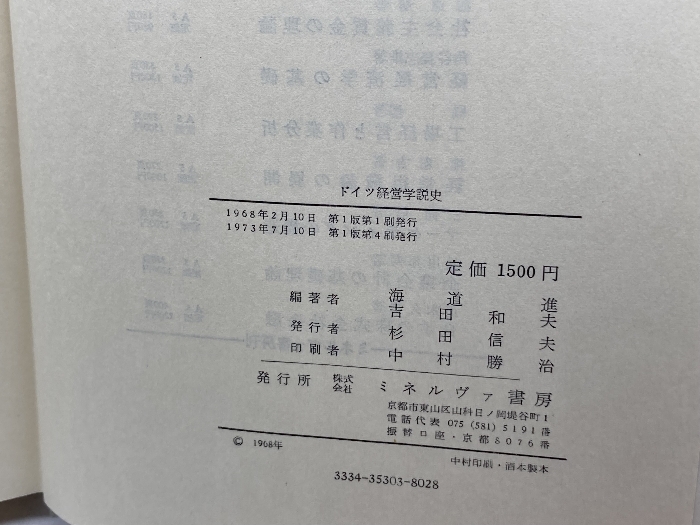 ドイツ経営学説史
1968年2月10日 第1版第1刷発行
1973年7月10日 第1版第4刷発行
定価 1500円
編著者 海道進
吉田和夫
発行者 杉田信夫
印刷者 中村勝治
発行所 株式会社 ミネルヴァ書房
京都市東山区山科日ノ岡堤谷町1
電話代表 075 (581) 5191番
振替口座・京都8076番
© 1968年
中村印刷・酒本製本
3334-35303-8028